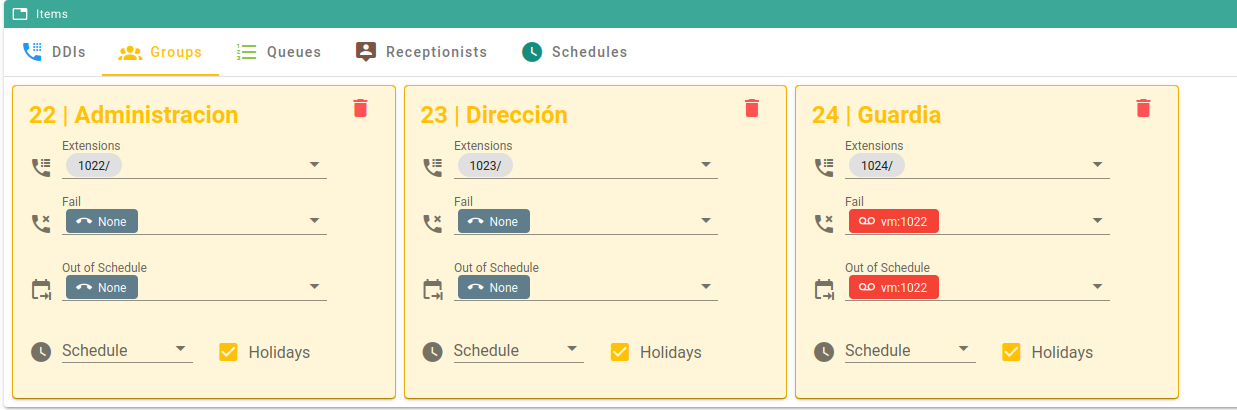 Items
DDIs Groups Queues Receptionists Schedules
22 | Administracion
Extensions
1022/
Fail
None
Out of Schedule
None
Schedule Holidays
23 | Dirección
Extensions
1023/
Fail
None
Out of Schedule
None
Schedule Holidays
24 | Guardia
Extensions
1024/
Fail
vm:1022
Out of Schedule
vm:1022
Schedule Holidays